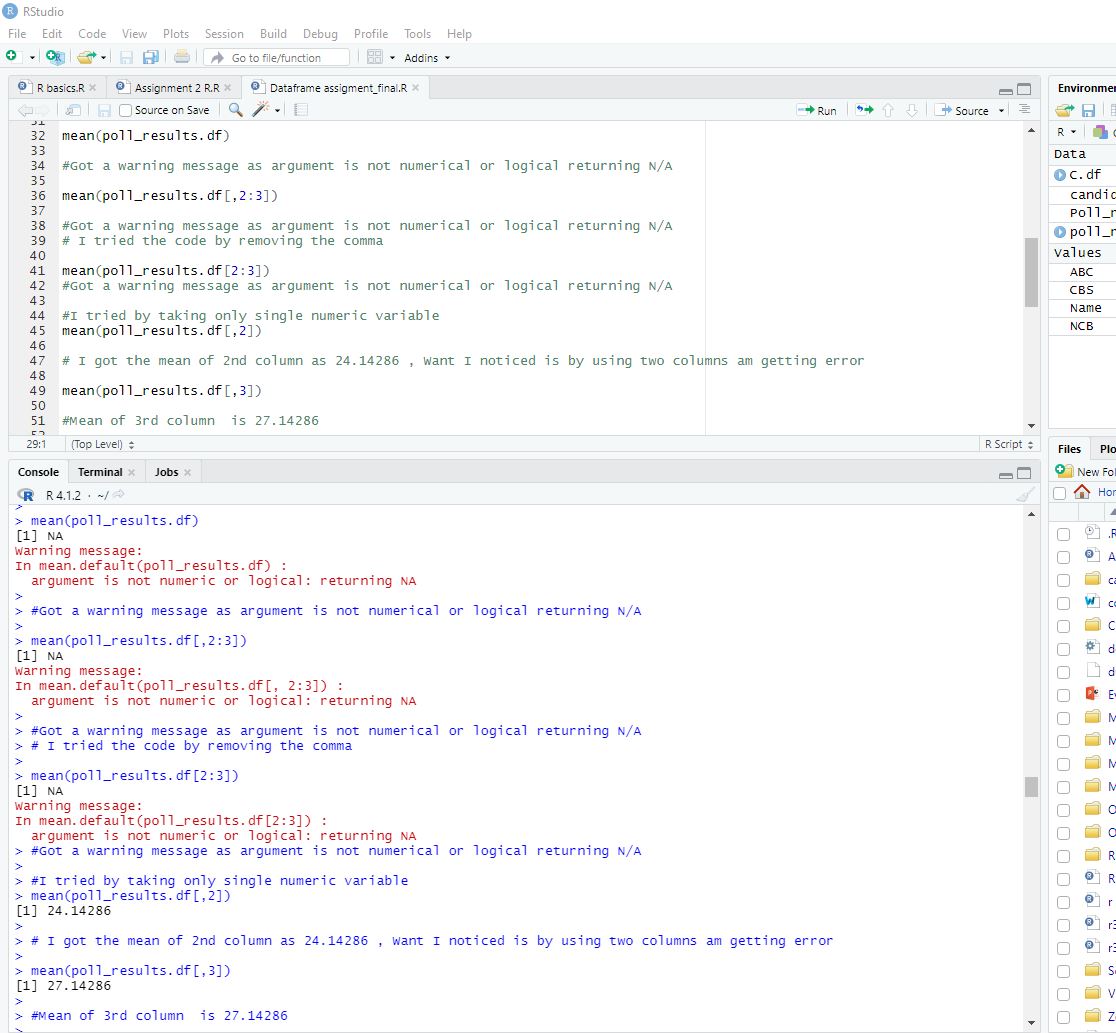 RStudio
File Edit Code View Plots Session Build Debug Profile Tools Help
Go to file/function Addins
R basics.R Assignment 2 R.R Dataframe assigment_final.R
Source on Save Run Source
31
32 mean(poll_results.df)
33
34 #Got a warning message as argument is not numerical or logical returning N/A
35
36 mean(poll_results.df[,2:3])
37
38 #Got a warning message as argument is not numerical or logical returning N/A
39 # I tried the code by removing the comma
40
41 mean(poll_results.df[2:3])
42 #Got a warning message as argument is not numerical or logical returning N/A
43
44 #I tried by taking only single numeric variable
45 mean(poll_results.df[,2])
46
47 # I got the mean of 2nd column as 24.14286 , Want I noticed is by using two columns am getting error
48
49 mean(poll_results.df[,3])
50
51 #Mean of 3rd column  is 27.14286
29:1 (Top Level) R Script
Console Terminal Jobs
R 4.1.2 · ~/
>
> mean(poll_results.df)
[1] NA
Warning message:
In mean.default(poll_results.df) :
  argument is not numeric or logical: returning NA
>
> #Got a warning message as argument is not numerical or logical returning N/A
>
> mean(poll_results.df[,2:3])
[1] NA
Warning message:
In mean.default(poll_results.df[, 2:3]) :
  argument is not numeric or logical: returning NA
>
> #Got a warning message as argument is not numerical or logical returning N/A
> # I tried the code by removing the comma
>
> mean(poll_results.df[2:3])
[1] NA
Warning message:
In mean.default(poll_results.df[2:3]) :
  argument is not numeric or logical: returning NA
> #Got a warning message as argument is not numerical or logical returning N/A
>
> #I tried by taking only single numeric variable
> mean(poll_results.df[,2])
[1] 24.14286
>
> # I got the mean of 2nd column as 24.14286 , Want I noticed is by using two columns am getting error
>
> mean(poll_results.df[,3])
[1] 27.14286
>
> #Mean of 3rd column  is 27.14286
>
Environmen
R
Data
C.df
candid
Poll_n
poll_r
Values
ABC
CBS
Name
NCB
Files Plo
New Fol
Hor
.R
A
ca
co
C
d
d
Ev
M
M
M
M
O
O
R
R
r
r3
r3
So
V
Z